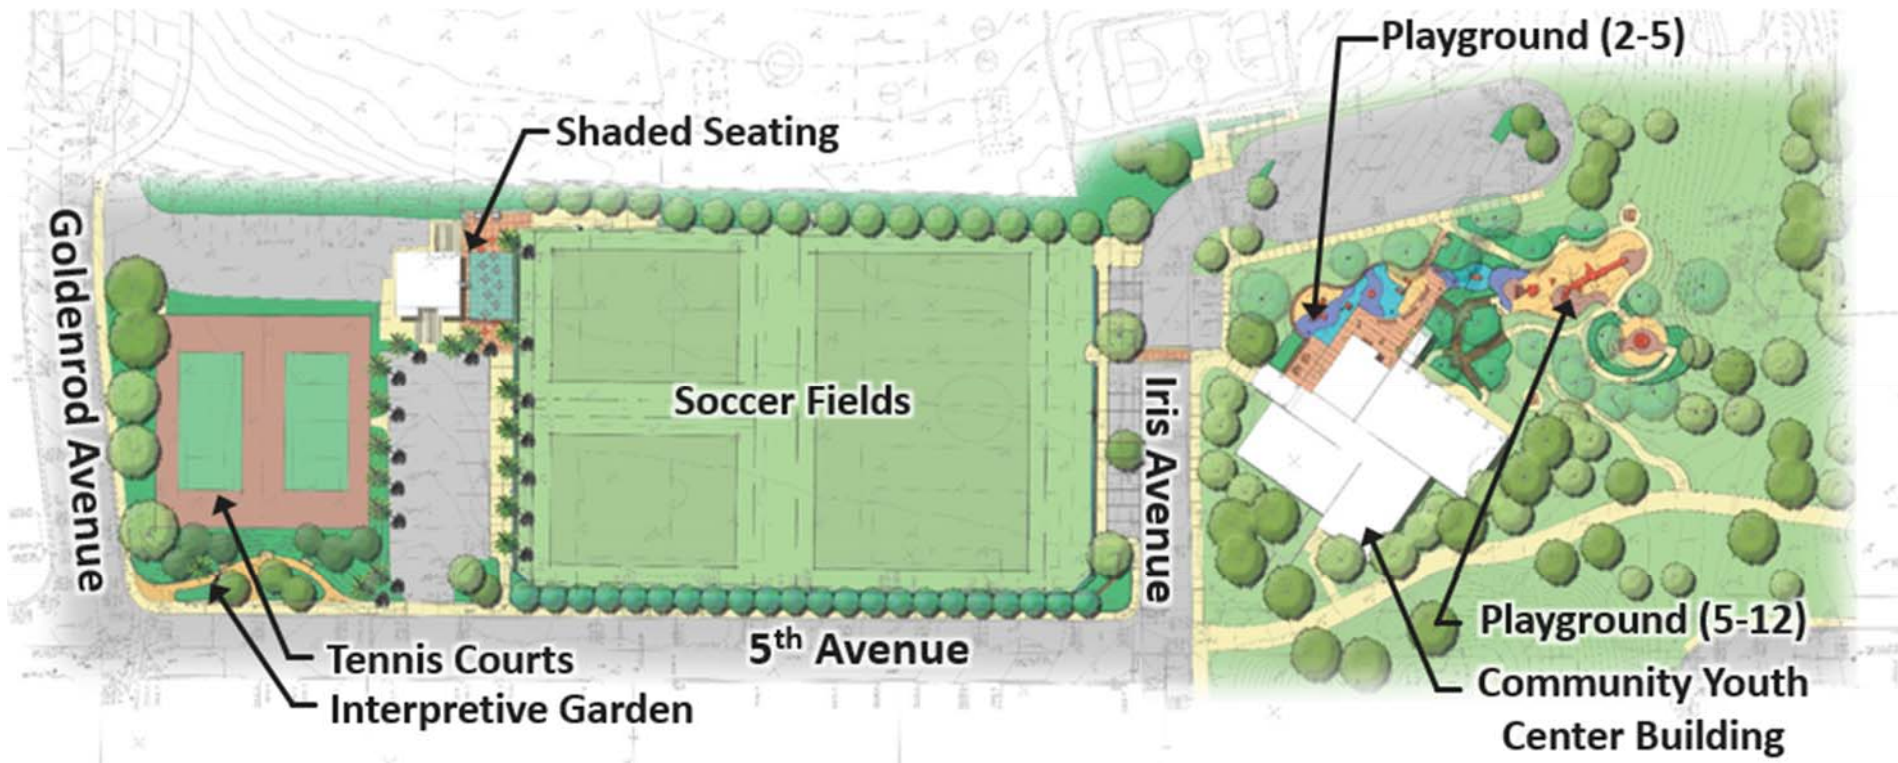 Playground (2-5)
Shaded Seating
Goldenrod Avenue
Soccer Fields
Iris Avenue
Playground (5-12)
5th Avenue
Tennis Courts
Interpretive Garden
Community Youth
Center Building